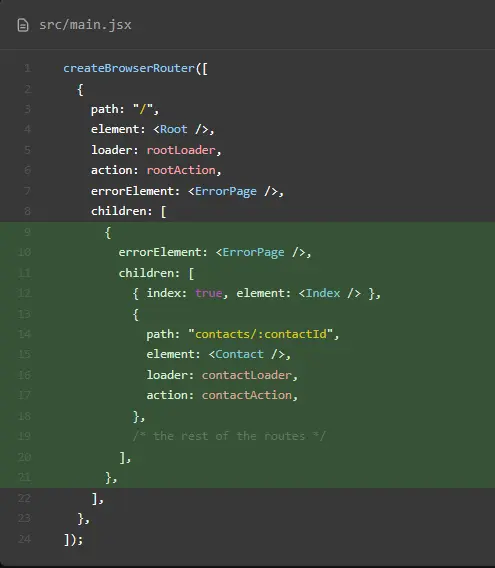 src/main.jsx
1 createBrowserRouter([
2   {
3     path: "/",
4     element: <Root />,
5     loader: rootLoader,
6     action: rootAction,
7     errorElement: <ErrorPage />,
8     children: [
9       {
10         errorElement: <ErrorPage />,
11         children: [
12           { index: true, element: <Index /> },
13           {
14             path: "contacts/:contactId",
15             element: <Contact />,
16             loader: contactLoader,
17             action: contactAction,
18           },
19           /* the rest of the routes */
20         ],
21       },
22     ],
23   },
24 ]);